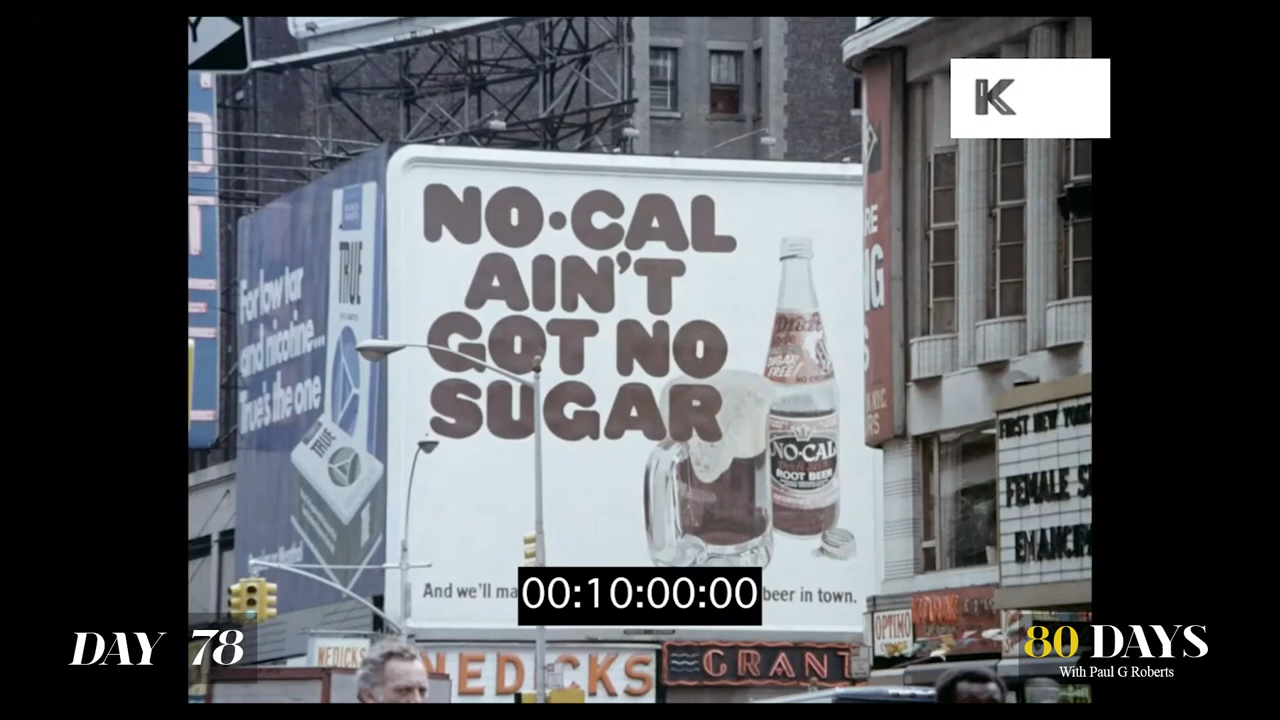 K
NO·CAL
AIN'T
GOT NO
SUGAR
TRUE
For low tar
and nicotine...
True's the one
TRUE
SUGAR
FREE!
NO-CAL
ROOT BEER
And we'll ma
beer in town.
00:10:00:00
FIRST NEW YORK
FEMALE S
EMANCIP
OPTIMO
NEDICKS
NEDICKS
GRANT
DAY 78
80 DAYS
With Paul G Roberts